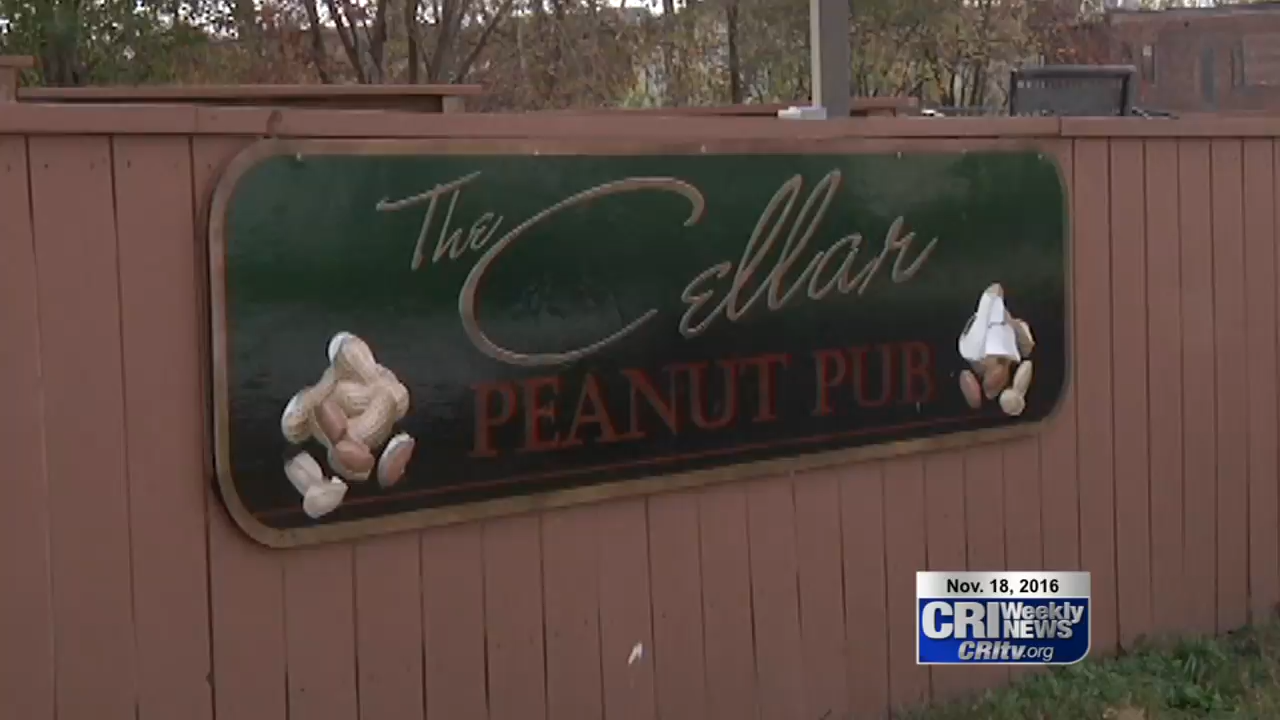 The Cellar
PEANUT PUB
Nov. 18, 2016
CRI Weekly NEWS
CRItv.org